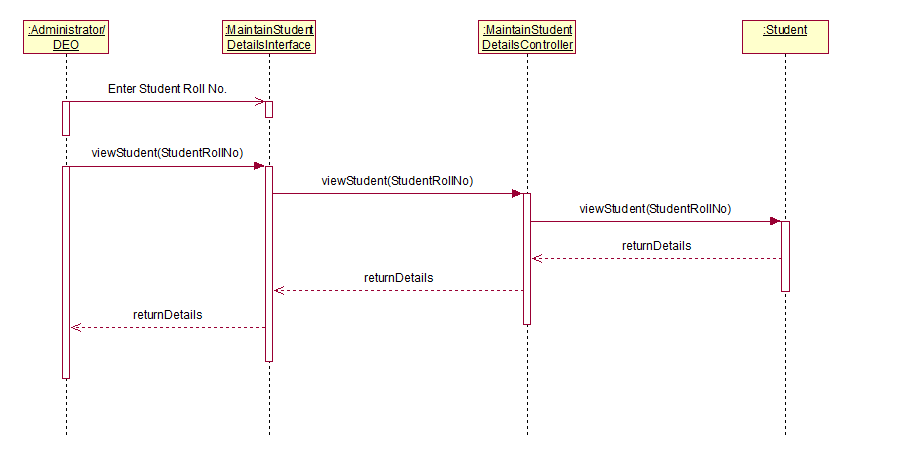 :Administrator/
DEO
:MaintainStudent
DetailsInterface
:MaintainStudent
DetailsController
:Student
Enter Student Roll No.
viewStudent(StudentRollNo)
viewStudent(StudentRollNo)
viewStudent(StudentRollNo)
returnDetails
returnDetails
returnDetails